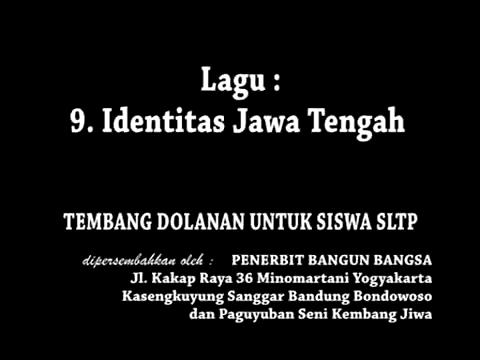 Lagu :
9. Identitas Jawa Tengah
TEMBANG DOLANAN UNTUK SISWA SLTP
dipersembahkan oleh : PENERBIT BANGUN BANGSA
Jl. Kakap Raya 36 Minomartani Yogyakarta
Kasengkuyung Sanggar Bandung Bondowoso
dan Paguyuban Seni Kembang Jiwa